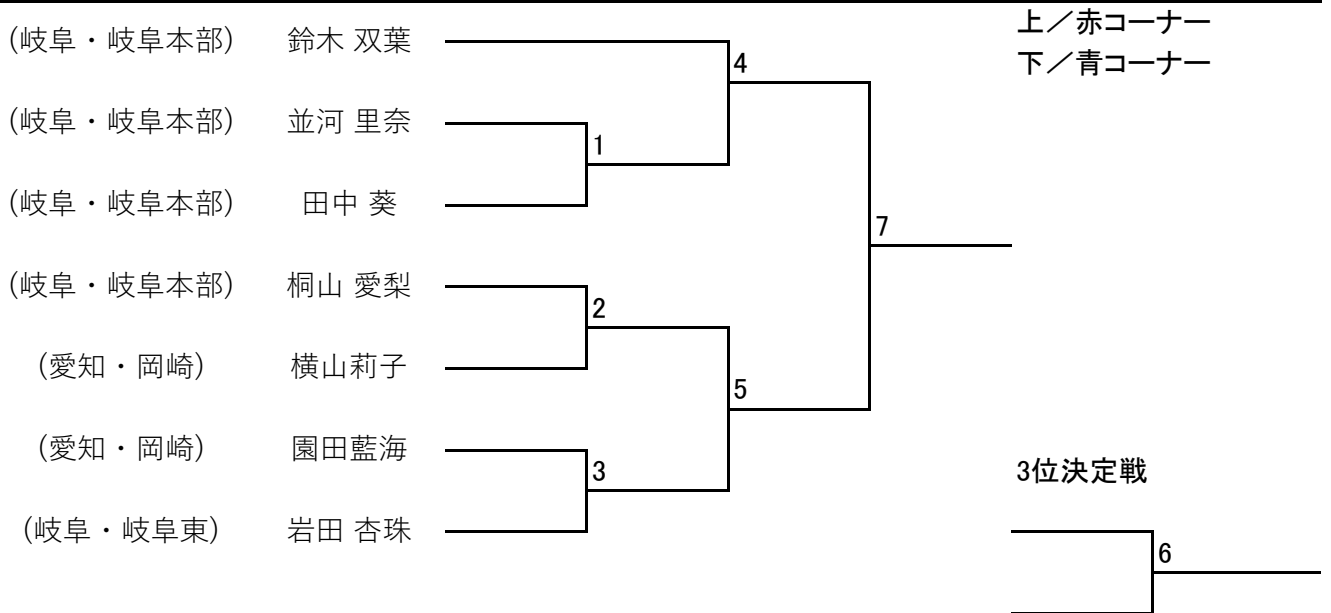 上／赤コーナー
下／青コーナー
(岐阜・岐阜本部) 鈴木 双葉
4
(岐阜・岐阜本部) 並河 里奈
1
(岐阜・岐阜本部) 田中 葵
7
(岐阜・岐阜本部) 桐山 愛梨
2
(愛知・岡崎) 横山莉子
5
(愛知・岡崎) 園田藍海
3
3位決定戦
(岐阜・岐阜東) 岩田 杏珠
6